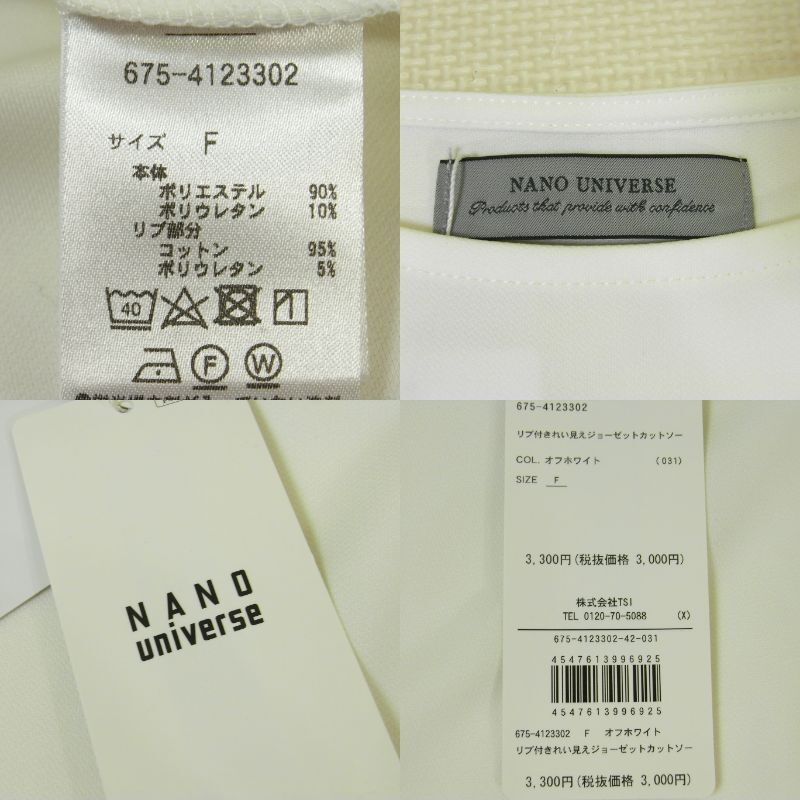 675-4123302
サイズ F
本体
ポリエステル 90%
ポリウレタン 10%
リブ部分
コットン 95%
ポリウレタン 5%
40
F W
NANO UNIVERSE
Products that provide with confidence
NANO
universe
675-4123302
リブ付きれい見えジョーゼットカットソー
COL. オフホワイト (031)
SIZE F
3,300円(税抜価格 3,000円)
株式会社TSI
TEL 0120-70-5088 (X)
675-4123302-42-031
4547613996925
4547613996925
675-4123302 F オフホワイト
リブ付きれい見えジョーゼットカットソー
3,300円(税抜価格 3,000円)